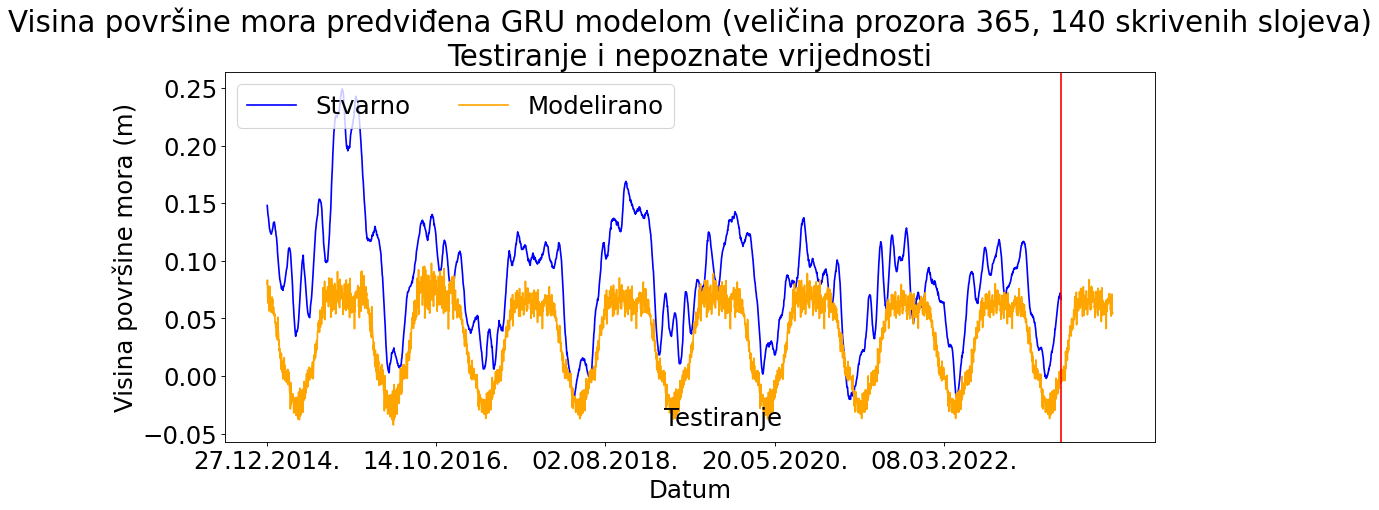 Visina površine mora predviđena GRU modelom (veličina prozora 365, 140 skrivenih slojeva)
Testiranje i nepoznate vrijednosti
Stvarno
Modelirano
Visina površine mora (m)
0.25
0.20
0.15
0.10
0.05
0.00
−0.05
Testiranje
27.12.2014.
14.10.2016.
02.08.2018.
20.05.2020.
08.03.2022.
Datum